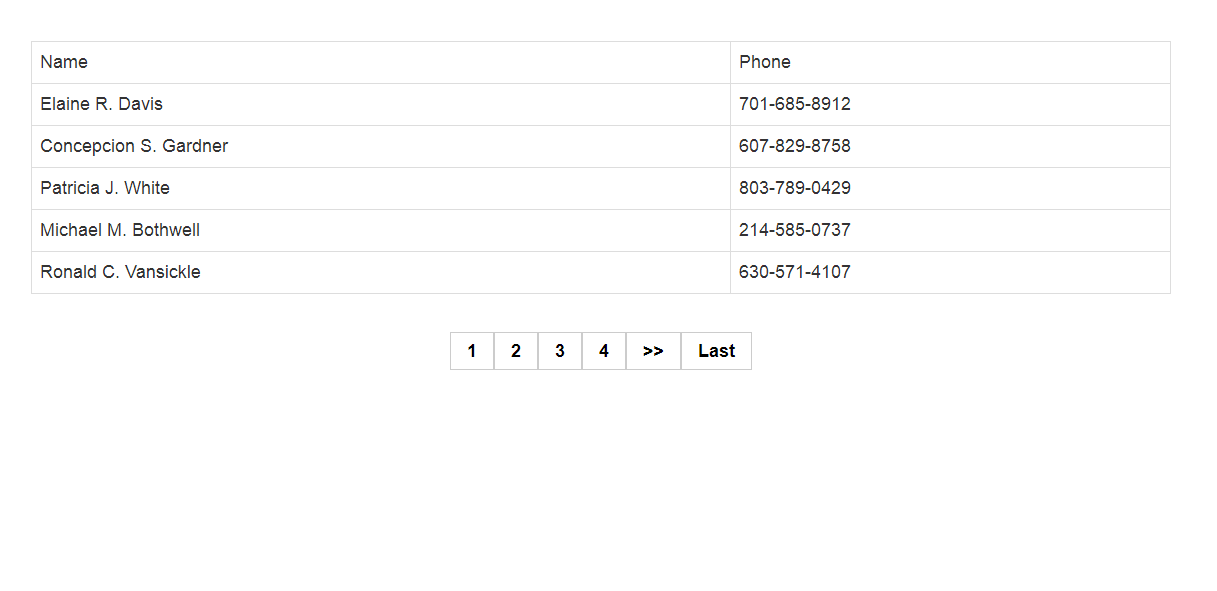 Name Phone
Elaine R. Davis 701-685-8912
Concepcion S. Gardner 607-829-8758
Patricia J. White 803-789-0429
Michael M. Bothwell 214-585-0737
Ronald C. Vansickle 630-571-4107
1 2 3 4 >> Last